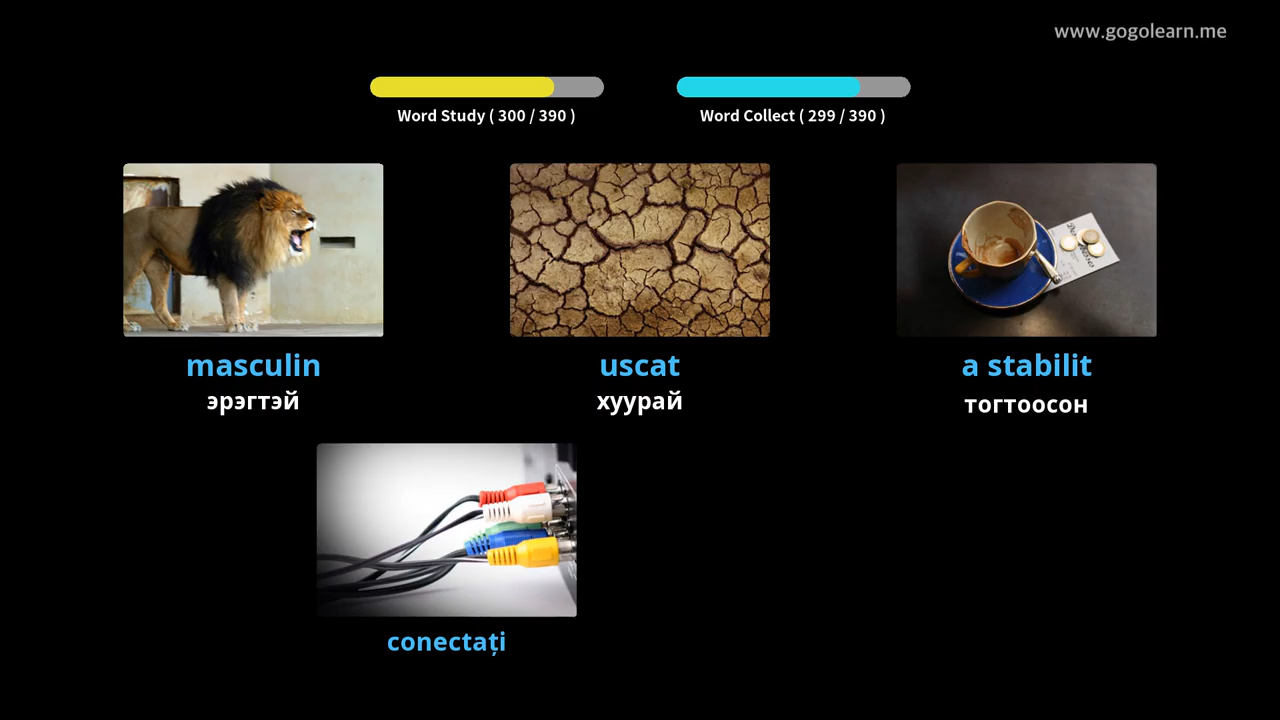 www.gogolearn.me
Word Study ( 300 / 390 )
Word Collect ( 299 / 390 )
masculin
uscat
a stabilit
эрэгтэй
хуурай
тогтоосон
conectați